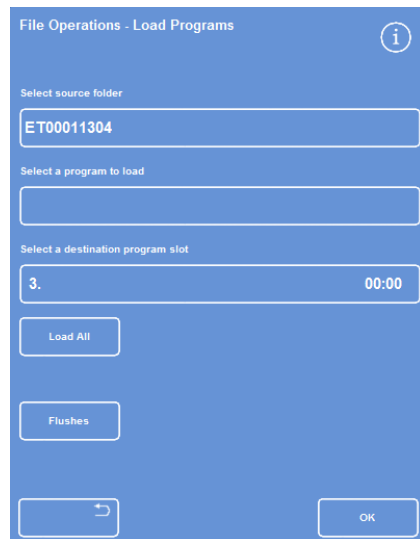 File Operations - Load Programs
i
Select source folder
ET00011304
Select a program to load
Select a destination program slot
3. 00:00
Load All
Flushes
OK